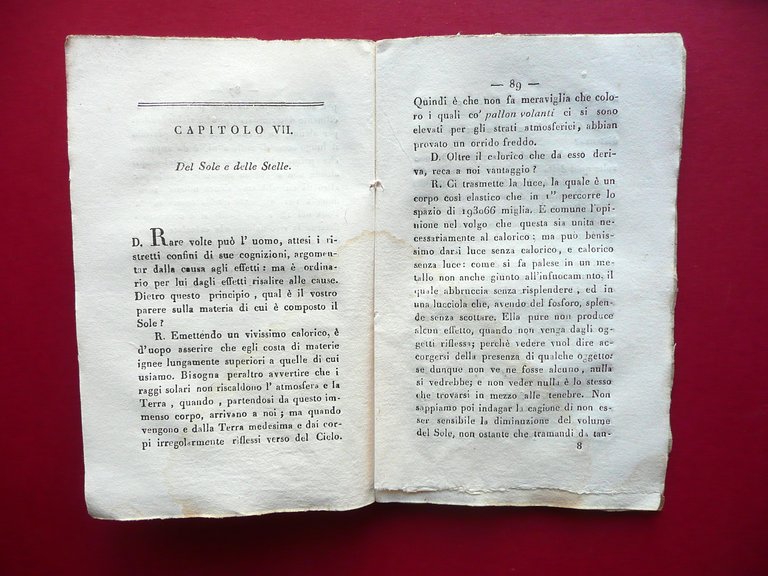 CAPITOLO VII.
Del Sole e delle Stelle.
D. Rare volte può l' uomo, attesi i ri-
stretti confini di sue cognizioni, argomen-
tar dalla causa agli effetti: ma è ordina-
rio per lui dagli effetti risalire alle cause.
Dietro questo principio, qual è il vostro
parere sulla materia di cui è composto il
Sole?
R. Emettendo un vivissimo calorico, è
d'uopo asserire che egli costa di materie
ignee lungamente superiori a quelle di cui
usiamo. Bisogna peraltro avvertire che i
raggi solari non riscaldono l' atmosfera e la
Terra, quando, partendosi da questo im-
menso corpo, arrivano a noi; ma quando
vengono e dalla Terra medesima e dai cor-
pi irregolarmente riflessi verso del Cielo.
— 89 —
Quindi è che non fa meraviglia che colo-
ro i quali co' pallon volanti ci si sono
elevati per gli strati atmosferici, abbian
provato un orrido freddo.
D. Oltre il calorico che da esso deri-
va, reca a noi vantaggio?
R. Ci trasmette la luce, la quale è un
corpo così elastico che in 1" percorre lo
spazio di 193066 miglia. E comune l'opi-
nione nel volgo che questa sia unita ne-
cessariamente al calorico: ma può benis-
simo darsi luce senza calorico, e calorico
senza luce: come si fa palese in un me-
tallo non anche giunto all'infuocam nto, il
quale abbruccia senza risplendere, ed in
una lucciola che, avendo del fosforo, splen-
de senza scottare. Ella pure non produce
alcun effetto, quando non venga dagli og-
getti riflessa; perchè vedere vuol dire ac-
corgersi della presenza di qualche oggetto:
se dunque non ve ne fosse alcuno, nulla
si vedrebbe; e non veder nulla è lo stesso
che trovarsi in mezzo alle tenebre. Non
sappiamo poi indagar la cagione di non es-
ser sensibile la diminuzione del volume
del Sole, non ostante che tramandi da tan-
8